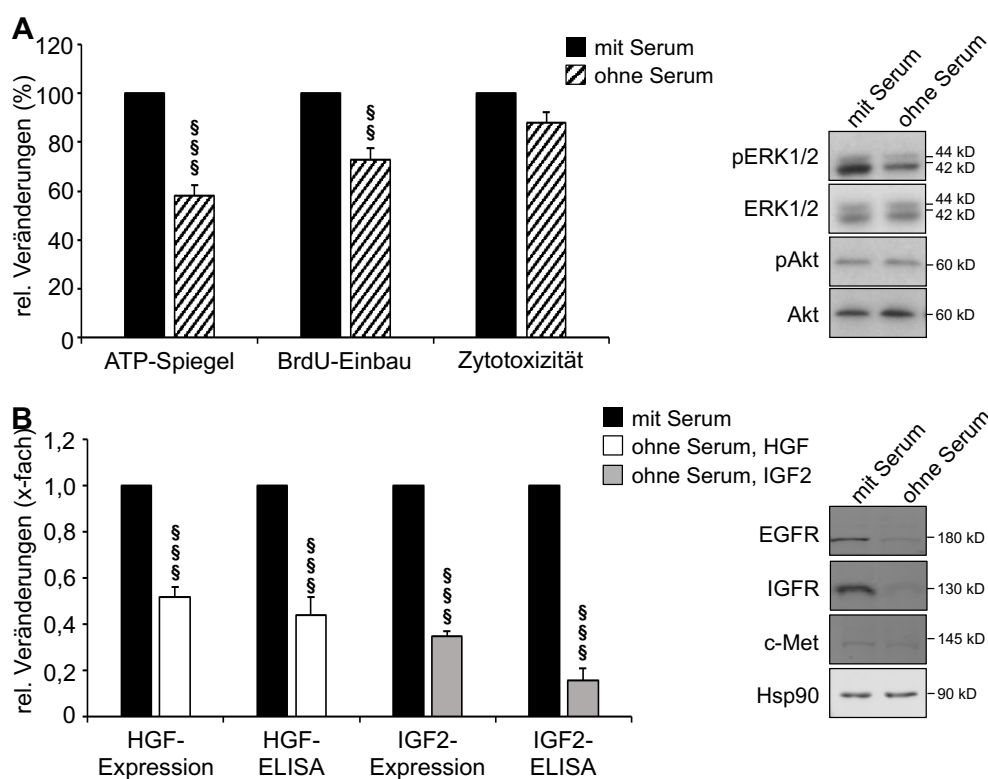 A
rel. Veränderungen (%)
120
100
80
60
40
20
0
§§§
§§
ATP-Spiegel
BrdU-Einbau
Zytotoxizität
mit Serum
ohne Serum
mit Serum
ohne Serum
pERK1/2
44 kD
42 kD
ERK1/2
44 kD
42 kD
pAkt
60 kD
Akt
60 kD
B
rel. Veränderungen (x-fach)
1,2
1,0
0,8
0,6
0,4
0,2
0
§§§
§§§
§§§
§§§
HGF-
Expression
HGF-
ELISA
IGF2-
Expression
IGF2-
ELISA
mit Serum
ohne Serum, HGF
ohne Serum, IGF2
mit Serum
ohne Serum
EGFR
180 kD
IGFR
130 kD
c-Met
145 kD
Hsp90
90 kD